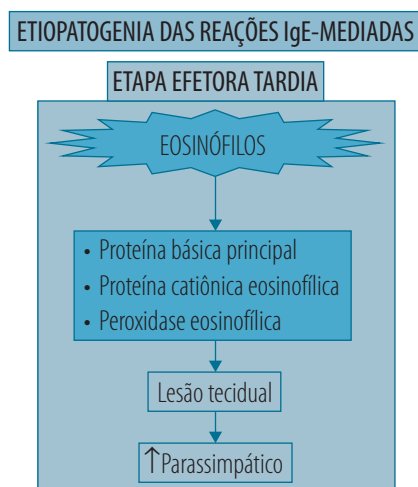 ETIOPATOGENIA DAS REAÇÕES IgE-MEDIADAS
ETAPA EFETORA TARDIA
EOSINÓFILOS
• Proteína básica principal
• Proteína catiônica eosinofílica
• Peroxidase eosinofílica
Lesão tecidual
↑Parassimpático